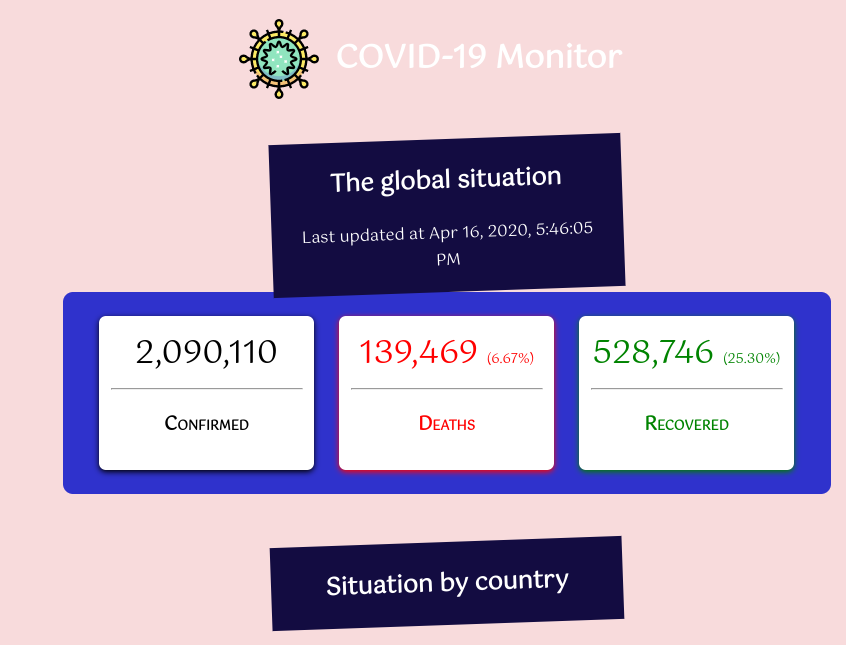 COVID-19 Monitor
The global situation
Last updated at Apr 16, 2020, 5:46:05
PM
2,090,110
Confirmed
139,469 (6.67%)
Deaths
528,746 (25.30%)
Recovered
Situation by country